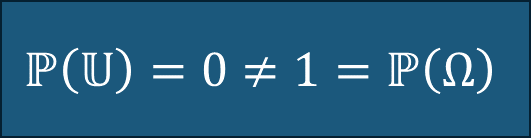 ℙ(𝕌) = 0 ≠ 1 = ℙ(Ω)